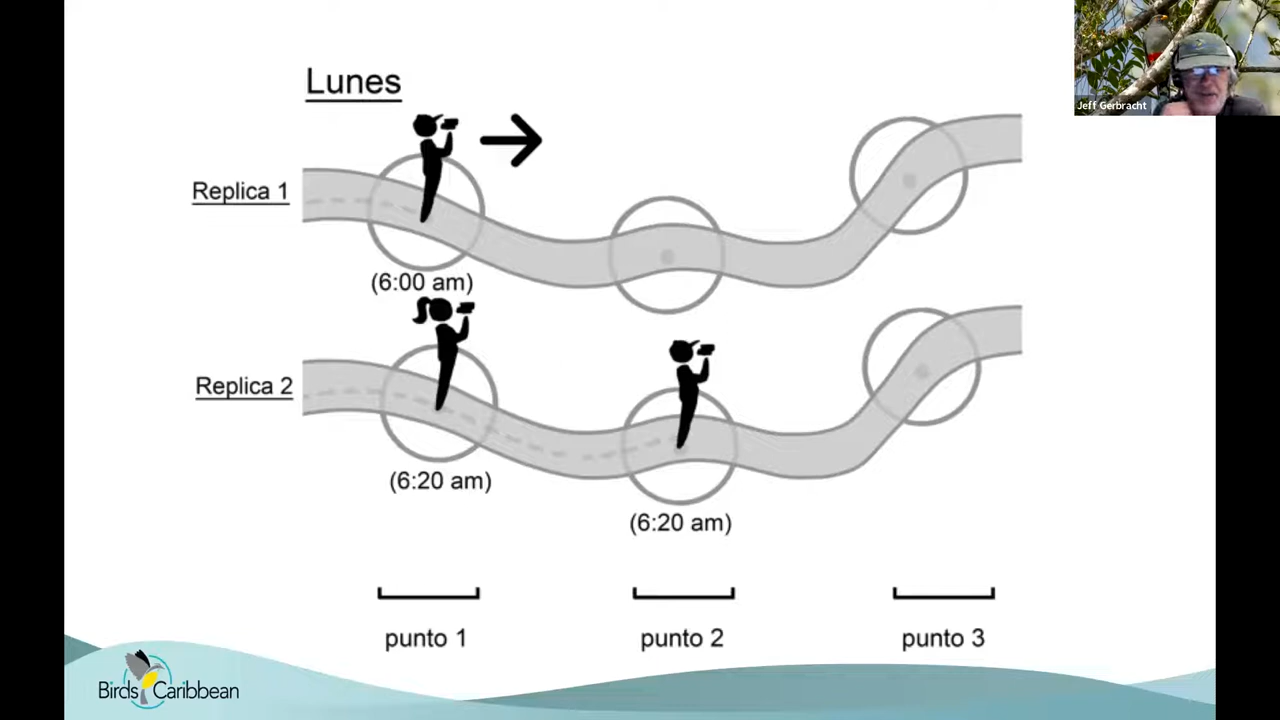 Lunes
Jeff Gerbracht
Replica 1
(6:00 am)
Replica 2
(6:20 am)
(6:20 am)
punto 1
punto 2
punto 3
Birds Caribbean